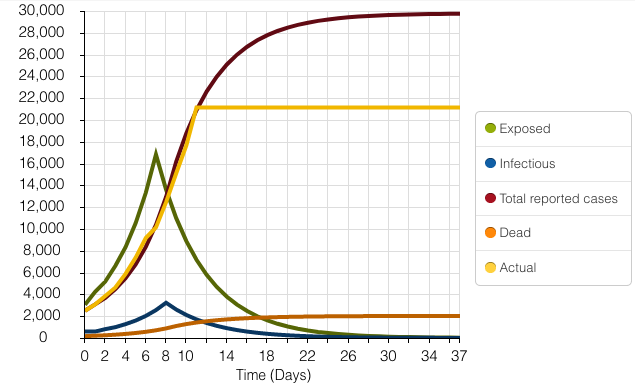 30,000
28,000
26,000
24,000
22,000
20,000
18,000
16,000
14,000
12,000
10,000
8,000
6,000
4,000
2,000
0
0 2 4 6 8 10 14 18 22 26 30 34 37
Time (Days)
Exposed
Infectious
Total reported cases
Dead
Actual